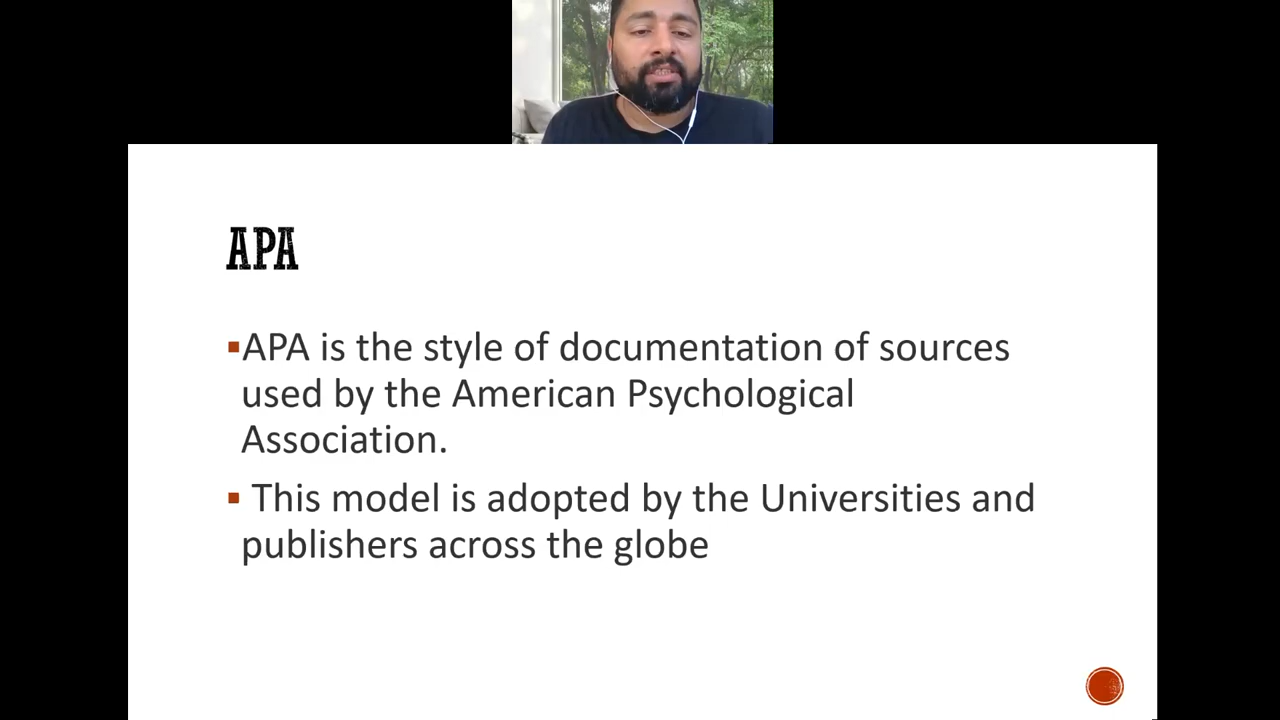 APA
▪APA is the style of documentation of sources
used by the American Psychological
Association.
▪ This model is adopted by the Universities and
publishers across the globe